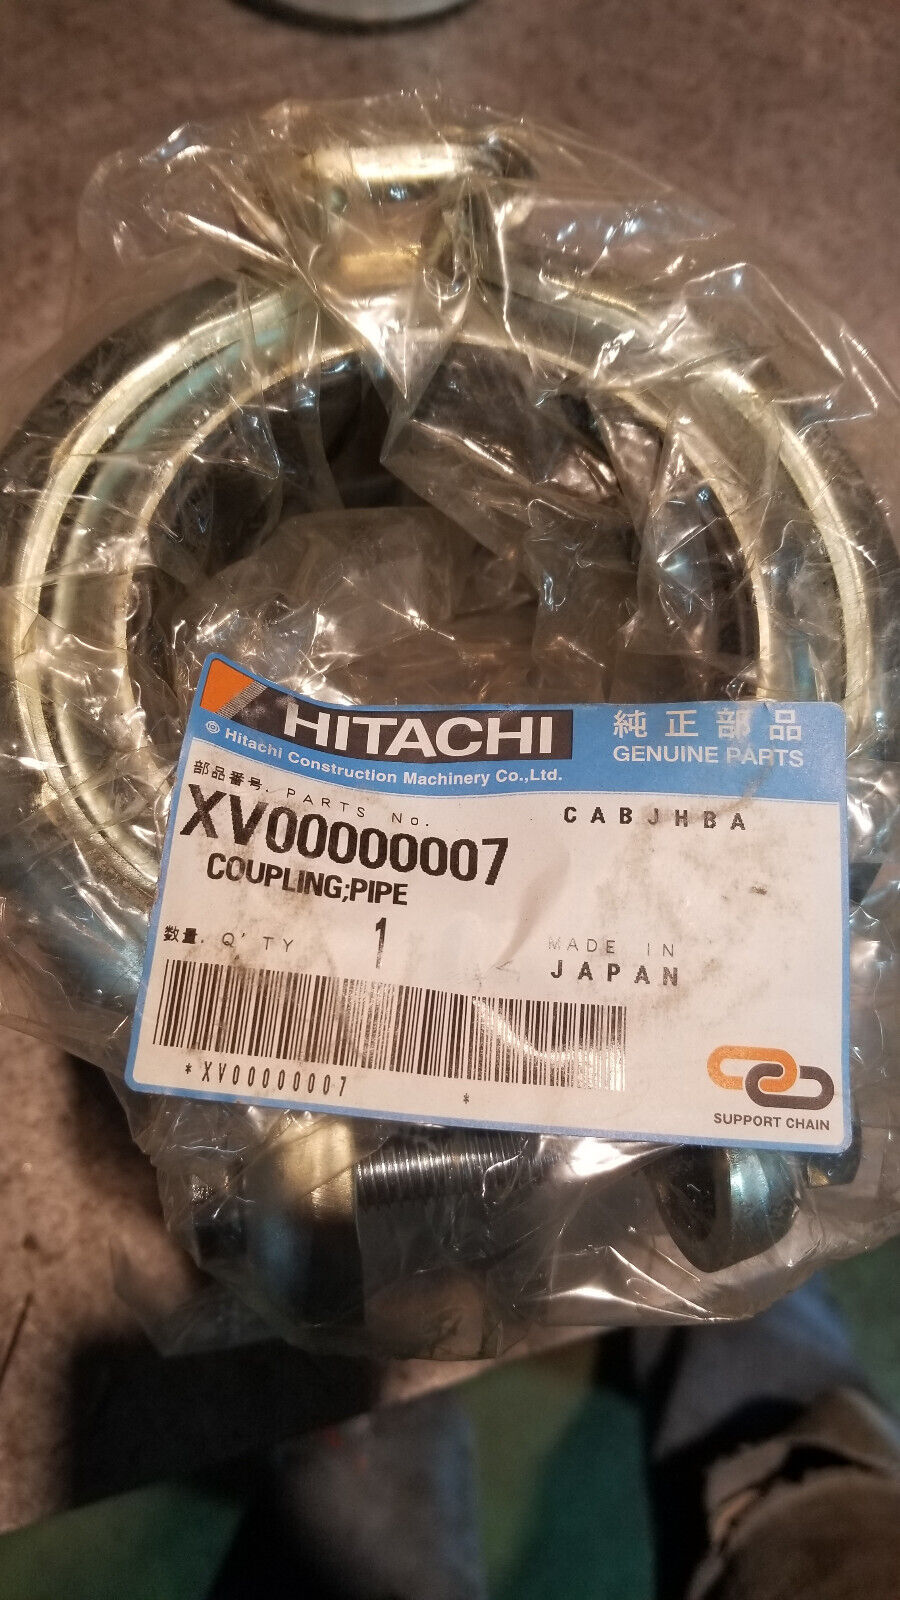 HITACHI
© Hitachi Construction Machinery Co.,Ltd.
純正部品
GENUINE PARTS
部品番号. PARTS No.
CABJHBA
XV00000007
COUPLING;PIPE
数量. Q'TY 1
MADE IN
JAPAN
*XV00000007 *
SUPPORT CHAIN